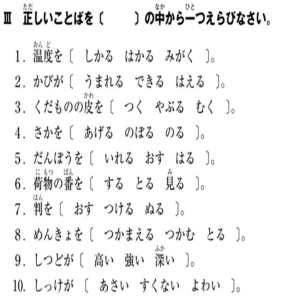 Ⅲ 正しいことばを〔 〕の中から一つえらびなさい。
1. 温度を〔 しかる はかる みがく 〕。
2. かびが〔 うまれる できる はえる 〕。
3. くだものの皮を〔 つく やぶる むく 〕。
4. さかを〔 あげる のぼる のる 〕。
5. だんぼうを〔 いれる おす はる 〕。
6. 荷物の番を〔 する とる 見る 〕。
7. 判を〔 おす つける ぬる 〕。
8. めんきょを〔 つかまえる つかむ とる 〕。
9. しつどが〔 高い 強い 深い 〕。
10. しっけが〔 あさい すくない よわい 〕。